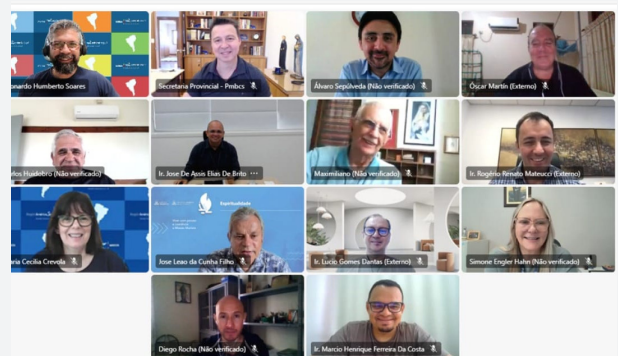 onardo Humberto Soares
Secretaria Provincial - Pmbcs
Álvaro Sepúlveda (Não verificado)
Óscar Martín (Externo)
los Huidobro (Não verificado)
Ir. Jose De Assis Elias De Brito ···
Maximiliano (Não verificado)
Ir. Rogério Renato Mateucci (Externo)
aria Cecilia Crevola
Espiritualidade
Jose Leao da Cunha Filho
Ir. Lucio Gomes Dantas (Externo)
Simone Engler Hahn (Não verificado)
Diego Rocha (Não verificado)
Ir. Marcio Henrique Ferreira Da Costa